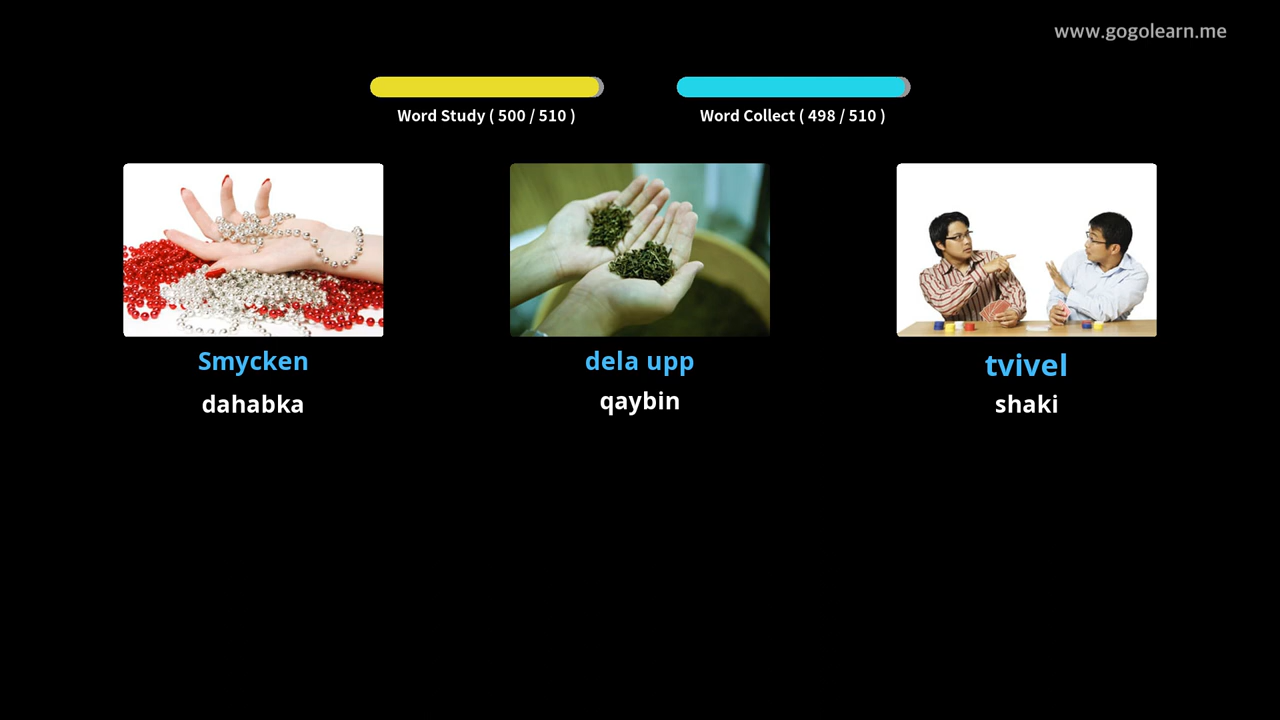 www.gogolearn.me
Word Study ( 500 / 510 )
Word Collect ( 498 / 510 )
Smycken
dahabka
dela upp
qaybin
tvivel
shaki